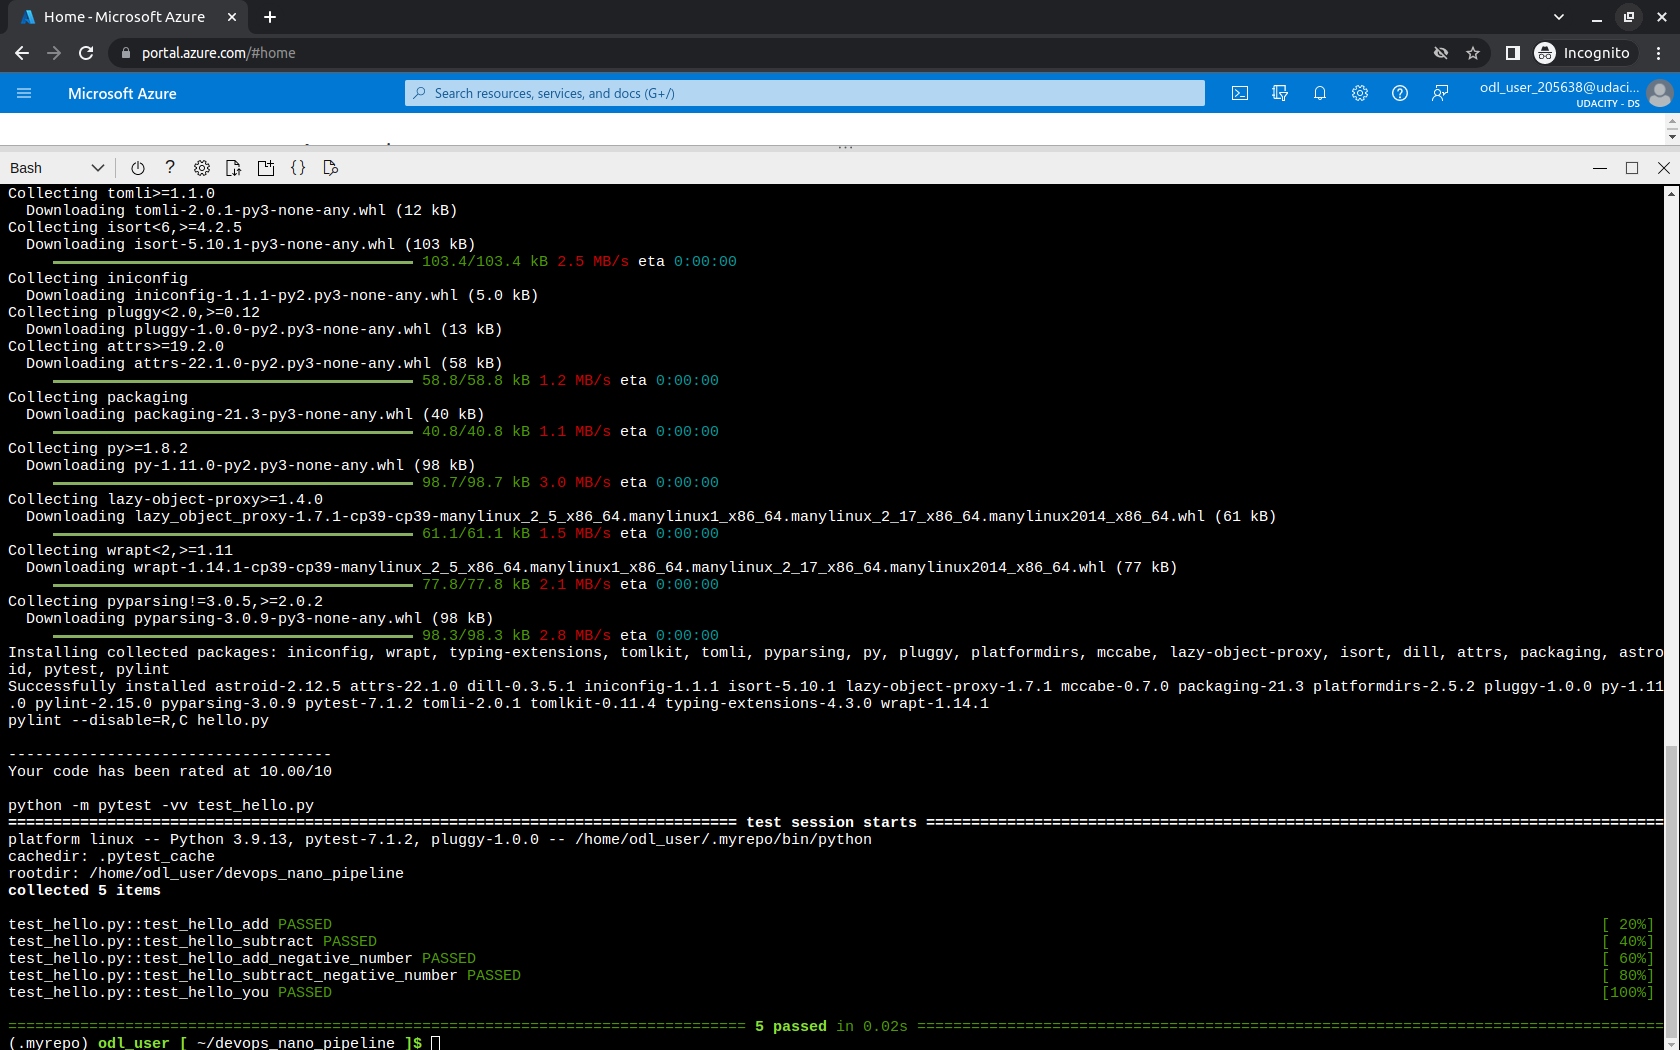 Home - Microsoft Azure
portal.azure.com/#home
Incognito
Microsoft Azure
Search resources, services, and docs (G+/)
odl_user_205638@udaci...
UDACITY - DS
Bash
Collecting tomli>=1.1.0
  Downloading tomli-2.0.1-py3-none-any.whl (12 kB)
Collecting isort<6,>=4.2.5
  Downloading isort-5.10.1-py3-none-any.whl (103 kB)
103.4/103.4 kB 2.5 MB/s eta 0:00:00
Collecting iniconfig
  Downloading iniconfig-1.1.1-py2.py3-none-any.whl (5.0 kB)
Collecting pluggy<2.0,>=0.12
  Downloading pluggy-1.0.0-py2.py3-none-any.whl (13 kB)
Collecting attrs>=19.2.0
  Downloading attrs-22.1.0-py2.py3-none-any.whl (58 kB)
58.8/58.8 kB 1.2 MB/s eta 0:00:00
Collecting packaging
  Downloading packaging-21.3-py3-none-any.whl (40 kB)
40.8/40.8 kB 1.1 MB/s eta 0:00:00
Collecting py>=1.8.2
  Downloading py-1.11.0-py2.py3-none-any.whl (98 kB)
98.7/98.7 kB 3.0 MB/s eta 0:00:00
Collecting lazy-object-proxy>=1.4.0
  Downloading lazy_object_proxy-1.7.1-cp39-cp39-manylinux_2_5_x86_64.manylinux1_x86_64.manylinux_2_17_x86_64.manylinux2014_x86_64.whl (61 kB)
61.1/61.1 kB 1.5 MB/s eta 0:00:00
Collecting wrapt<2,>=1.11
  Downloading wrapt-1.14.1-cp39-cp39-manylinux_2_5_x86_64.manylinux1_x86_64.manylinux_2_17_x86_64.manylinux2014_x86_64.whl (77 kB)
77.8/77.8 kB 2.1 MB/s eta 0:00:00
Collecting pyparsing!=3.0.5,>=2.0.2
  Downloading pyparsing-3.0.9-py3-none-any.whl (98 kB)
98.3/98.3 kB 2.8 MB/s eta 0:00:00
Installing collected packages: iniconfig, wrapt, typing-extensions, tomlkit, tomli, pyparsing, py, pluggy, platformdirs, mccabe, lazy-object-proxy, isort, dill, attrs, packaging, astro
id, pytest, pylint
Successfully installed astroid-2.12.5 attrs-22.1.0 dill-0.3.5.1 iniconfig-1.1.1 isort-5.10.1 lazy-object-proxy-1.7.1 mccabe-0.7.0 packaging-21.3 platformdirs-2.5.2 pluggy-1.0.0 py-1.11
.0 pylint-2.15.0 pyparsing-3.0.9 pytest-7.1.2 tomli-2.0.1 tomlkit-0.11.4 typing-extensions-4.3.0 wrapt-1.14.1
pylint --disable=R,C hello.py
------------------------------------
Your code has been rated at 10.00/10
python -m pytest -vv test_hello.py
================================================================================= test session starts ==================================================================================
platform linux -- Python 3.9.13, pytest-7.1.2, pluggy-1.0.0 -- /home/odl_user/.myrepo/bin/python
cachedir: .pytest_cache
rootdir: /home/odl_user/devops_nano_pipeline
collected 5 items
test_hello.py::test_hello_add PASSED [ 20%]
test_hello.py::test_hello_subtract PASSED [ 40%]
test_hello.py::test_hello_add_negative_number PASSED [ 60%]
test_hello.py::test_hello_subtract_negative_number PASSED [ 80%]
test_hello.py::test_hello_you PASSED [100%]
================================================================================== 5 passed in 0.02s ===================================================================================
(.myrepo) odl_user [ ~/devops_nano_pipeline ]$